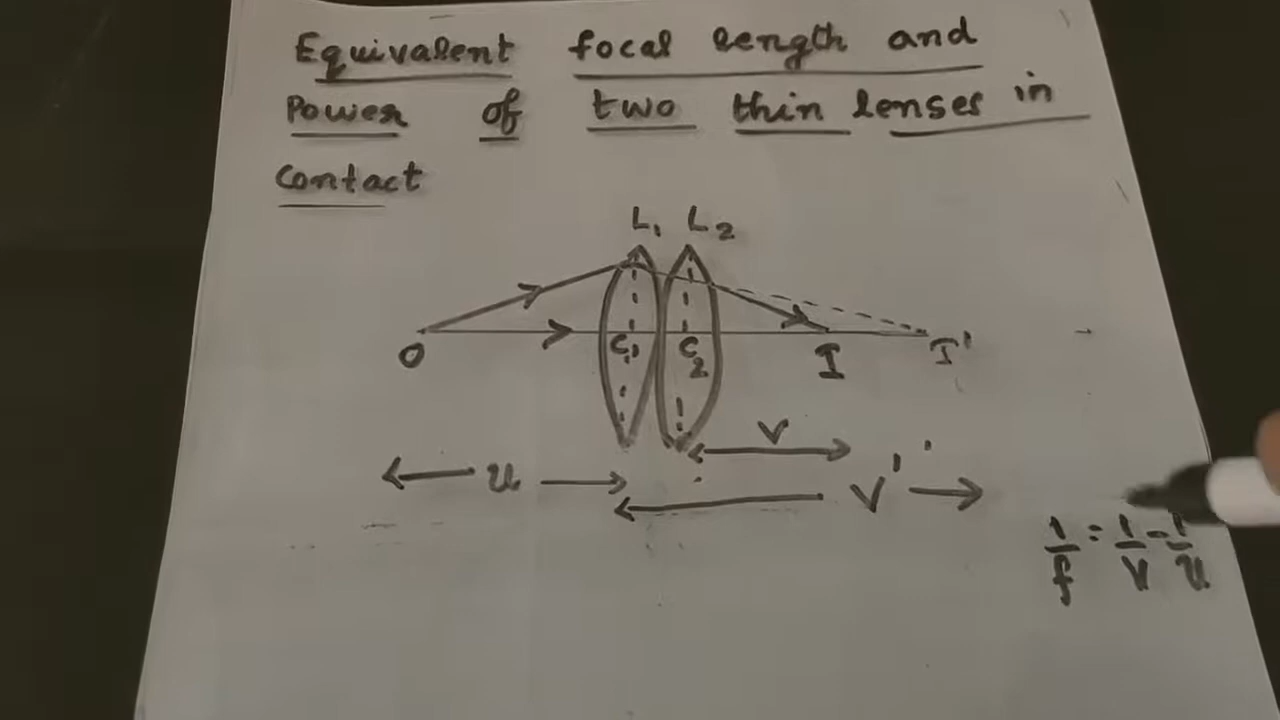 Equivalent focal length and
Power of two thin lenses in
Contact
L₁ L₂
O C₁ C₂ I I'
V
u V'
1/f = 1/V - 1/u